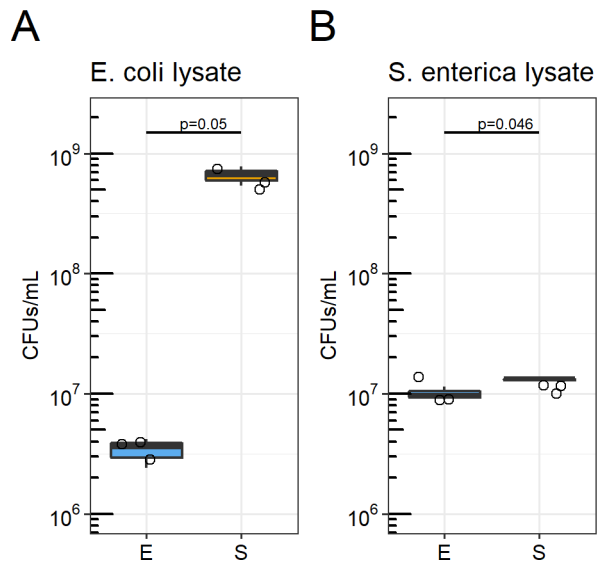 A
E. coli lysate
p=0.05
10⁹
10⁸
10⁷
10⁶
CFUs/mL
E
S
B
S. enterica lysate
p=0.046
10⁹
10⁸
10⁷
10⁶
CFUs/mL
E
S